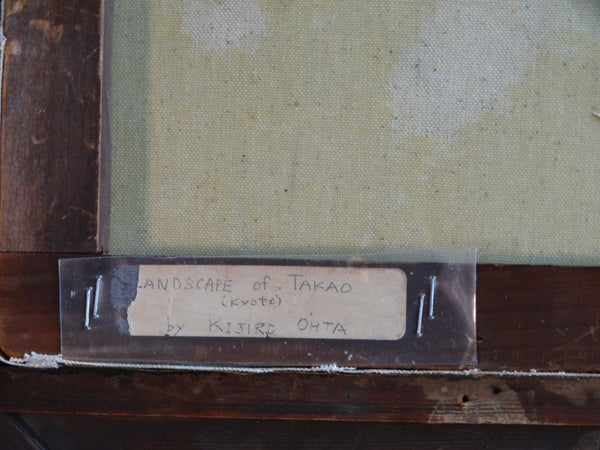 LANDSCAPE of TAKAO
(Kyoto)
by KIJIRO OHTA